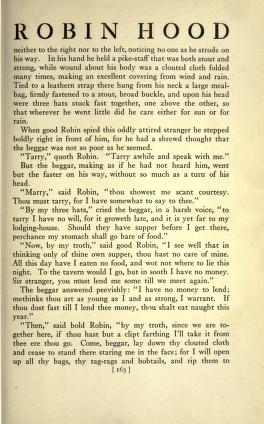 ROBIN HOOD
neither to the right nor to the left, noticing no one as he strode on
his way. In his hand he held a pike-staff that was both stout and
strong, while wound about his body was a clouted cloth folded
many times, making an excellent covering from wind and rain.
Tied to a leathern strap there hung from his neck a large meal-
bag, firmly fastened to a stout, broad buckle, and upon his head
were three hats stuck fast together, one above the other, so
that wherever he went little did he care either for sun or for
rain.
When good Robin spied this oddly attired stranger he stepped
boldly right in front of him, for he had a shrewd thought that
the beggar was not so poor as he seemed.
"Tarry," quoth Robin. "Tarry awhile and speak with me."
But the beggar, making as if he had not heard him, went
but the faster on his way, without so much as a turn of his
head.
"Marry," said Robin, "thou showest me scant courtesy.
Thou must tarry, for I have somewhat to say to thee."
"By my three hats," cried the beggar, in a harsh voice, "to
tarry I have no will, for it groweth late, and it is yet far to my
lodging-house. Should they have supper before I get there,
perchance my stomach shall go bare of food."
"Now, by my troth," said good Robin, "I see well that in
thinking only of thine own supper, thou hast no care of mine.
All this day have I eaten no food, and wot not where to lie this
night. To the tavern would I go, but in sooth I have no money.
Sir stranger, you must lend me some till we meet again."
The beggar answered peevishly: "I have no money to lend;
methinks thou art as young as I and as strong, I warrant. If
thou dost fast till I lend thee money, thou shalt eat naught this
year."
"Then," said bold Robin, "by my troth, since we are to-
gether here, if thou hast but a clipt farthing I'll take it from
thee ere thou go. Come, beggar, lay down thy clouted cloth
and cease to stand staring me in the face; for I will open
up all thy bags, thy tag-rags and bobtails, and rip them to
[163]